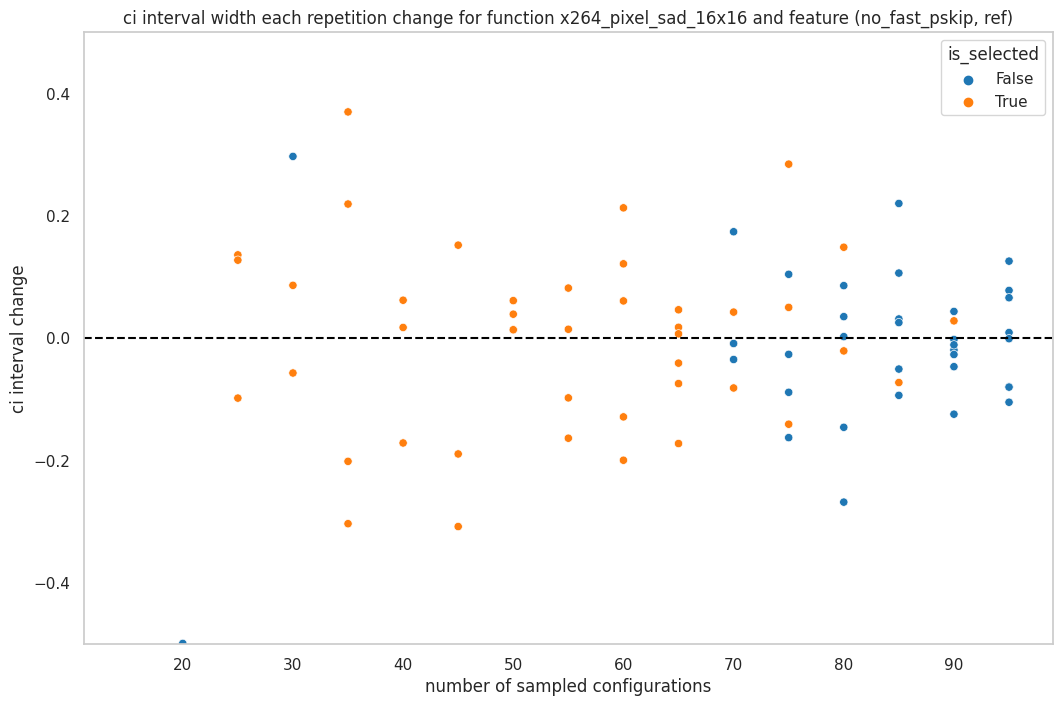 ci interval width each repetition change for function x264_pixel_sad_16x16 and feature (no_fast_pskip, ref)
is_selected
False
True
ci interval change
0.4
0.2
0.0
−0.2
−0.4
20 30 40 50 60 70 80 90
number of sampled configurations